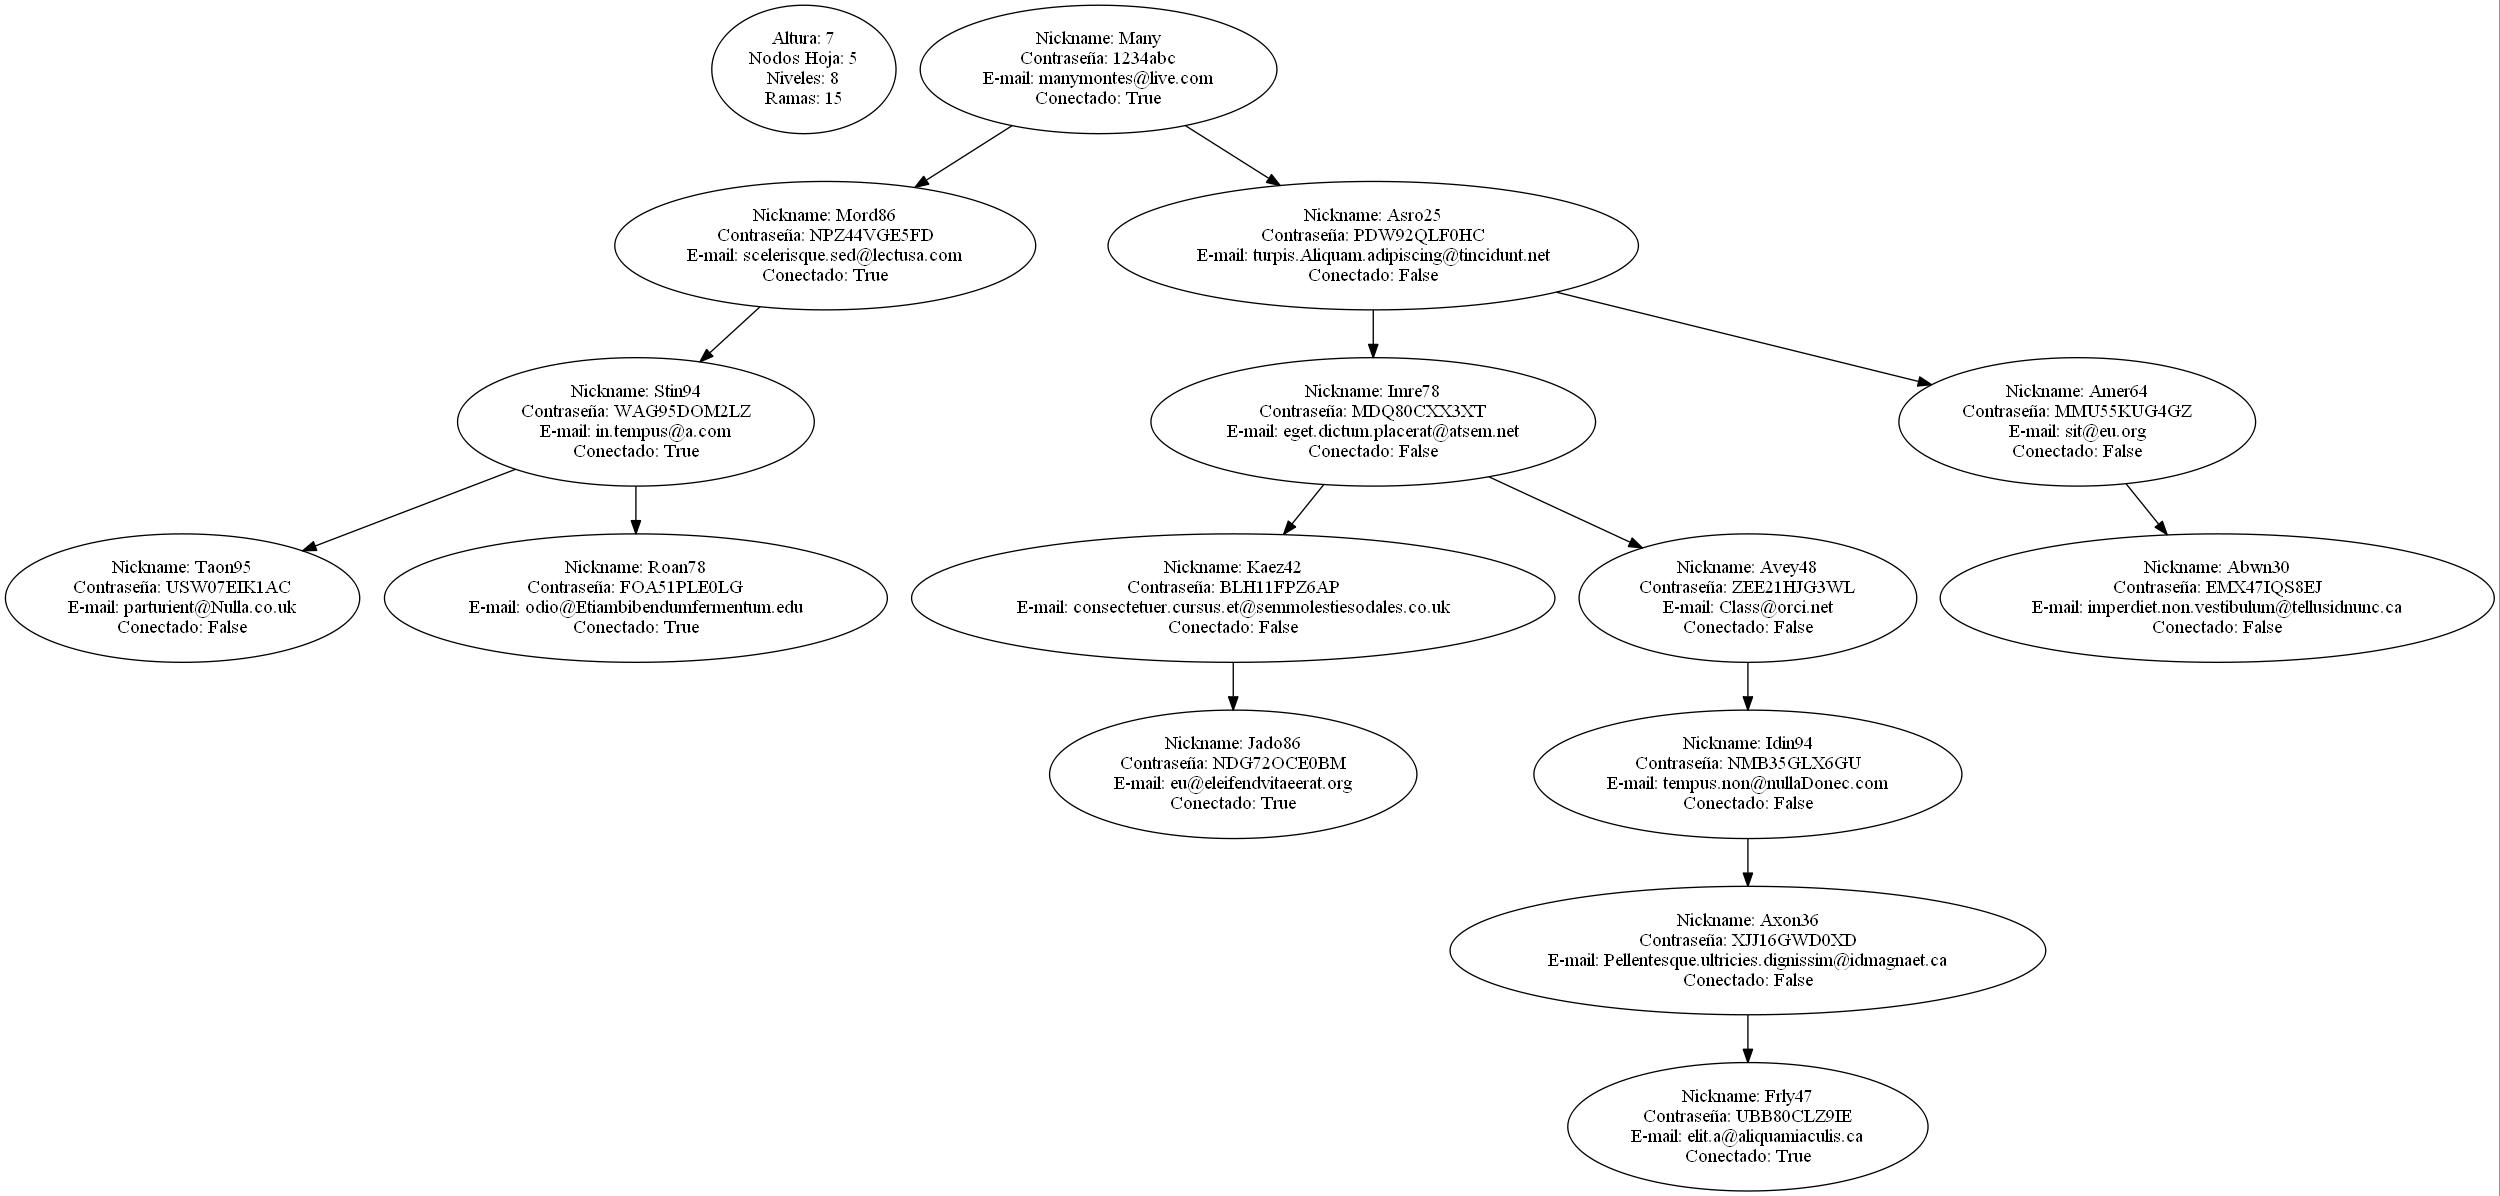 Altura: 7
Nodos Hoja: 5
Niveles: 8
Ramas: 15
Nickname: Many
Contraseña: 1234abc
E-mail: manymontes@live.com
Conectado: True
Nickname: Mord86
Contraseña: NPZ44VGE5FD
E-mail: scelerisque.sed@lectusa.com
Conectado: True
Nickname: Asro25
Contraseña: PDW92QLF0HC
E-mail: turpis.Aliquam.adipiscing@tincidunt.net
Conectado: False
Nickname: Stin94
Contraseña: WAG95DOM2LZ
E-mail: in.tempus@a.com
Conectado: True
Nickname: Imre78
Contraseña: MDQ80CXX3XT
E-mail: eget.dictum.placerat@atsem.net
Conectado: False
Nickname: Amer64
Contraseña: MMU55KUG4GZ
E-mail: sit@eu.org
Conectado: False
Nickname: Taon95
Contraseña: USW07EIK1AC
E-mail: parturient@Nulla.co.uk
Conectado: False
Nickname: Roan78
Contraseña: FOA51PLE0LG
E-mail: odio@Etiambibendumfermentum.edu
Conectado: True
Nickname: Kaez42
Contraseña: BLH11FPZ6AP
E-mail: consectetuer.cursus.et@semmolestiesodales.co.uk
Conectado: False
Nickname: Avey48
Contraseña: ZEE21HJG3WL
E-mail: Class@orci.net
Conectado: False
Nickname: Abwn30
Contraseña: EMX47IQS8EJ
E-mail: imperdiet.non.vestibulum@tellusidnunc.ca
Conectado: False
Nickname: Jado86
Contraseña: NDG72OCE0BM
E-mail: eu@eleifendvitaeerat.org
Conectado: True
Nickname: Idin94
Contraseña: NMB35GLX6GU
E-mail: tempus.non@nullaDonec.com
Conectado: False
Nickname: Axon36
Contraseña: XJJ16GWD0XD
E-mail: Pellentesque.ultricies.dignissim@idmagnaet.ca
Conectado: False
Nickname: Frly47
Contraseña: UBB80CLZ9IE
E-mail: elit.a@aliquamiaculis.ca
Conectado: True